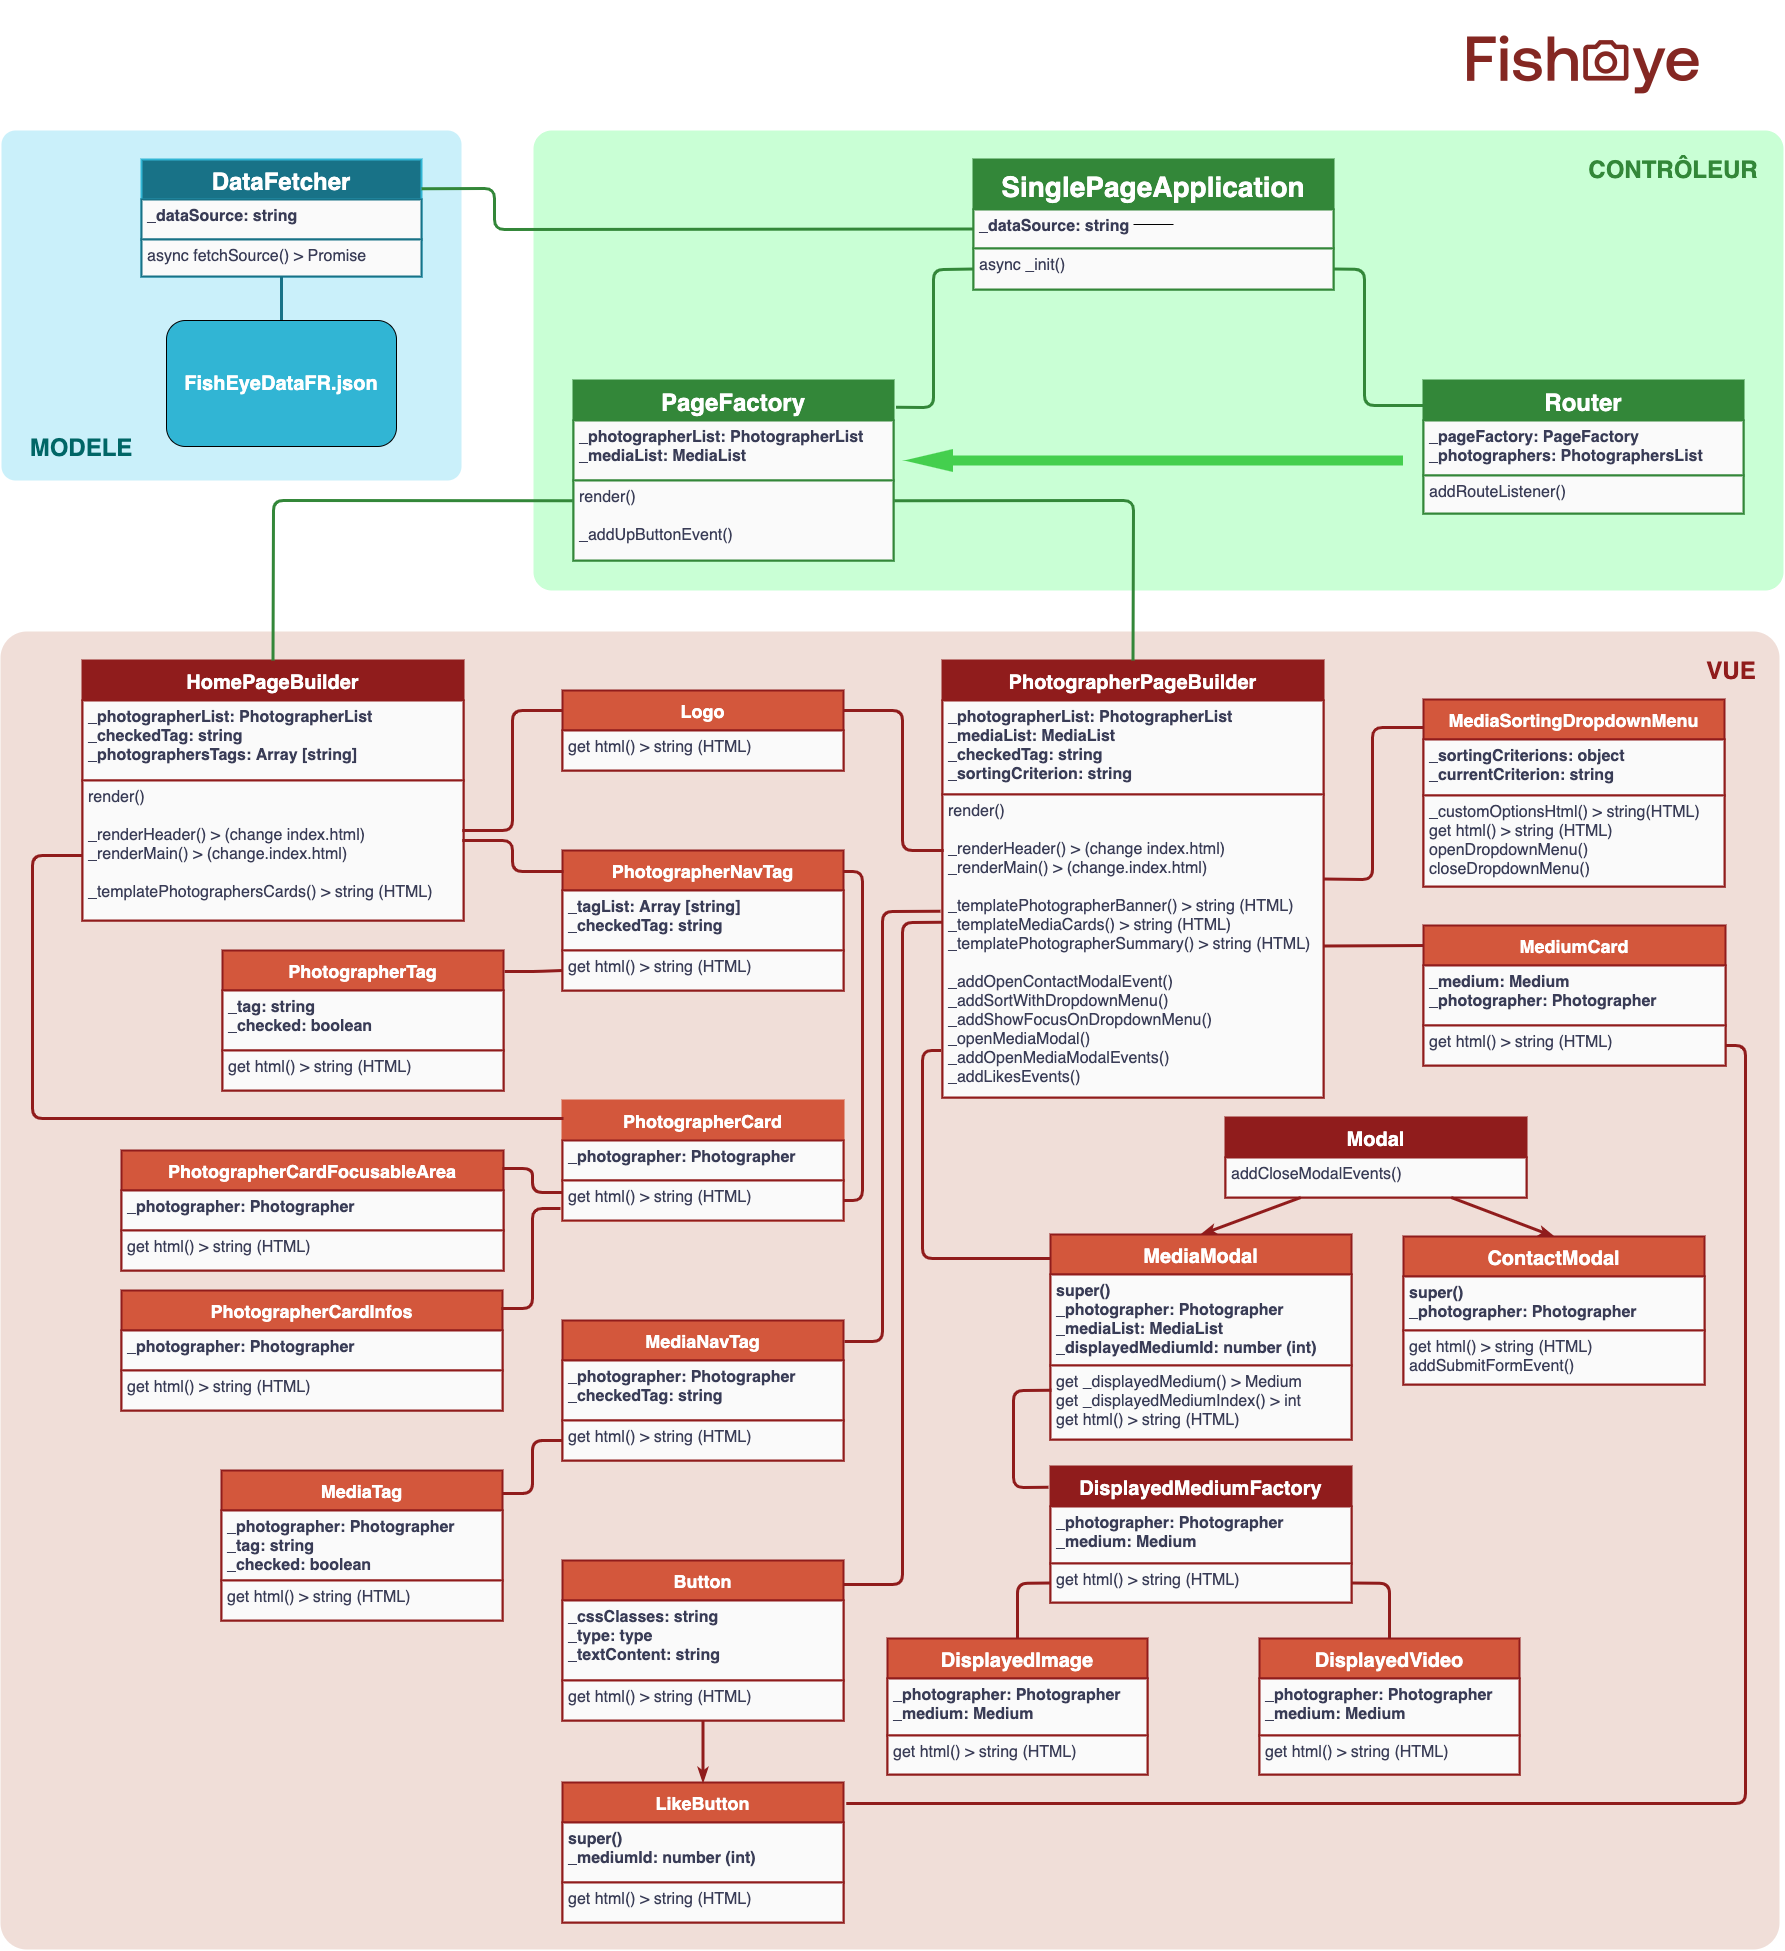 Fisheye
MODELE
DataFetcher
_dataSource: string
async fetchSource() > Promise
FishEyeDataFR.json
CONTRÔLEUR
SinglePageApplication
_dataSource: string
async _init()
PageFactory
_photographerList: PhotographerList
_mediaList: MediaList
render()
_addUpButtonEvent()
Router
_pageFactory: PageFactory
_photographers: PhotographersList
addRouteListener()
VUE
HomePageBuilder
_photographerList: PhotographerList
_checkedTag: string
_photographersTags: Array [string]
render()
_renderHeader() > (change index.html)
_renderMain() > (change.index.html)
_templatePhotographersCards() > string (HTML)
Logo
get html() > string (HTML)
PhotographerNavTag
_tagList: Array [string]
_checkedTag: string
get html() > string (HTML)
PhotographerTag
_tag: string
_checked: boolean
get html() > string (HTML)
PhotographerCard
_photographer: Photographer
get html() > string (HTML)
PhotographerCardFocusableArea
_photographer: Photographer
get html() > string (HTML)
PhotographerCardInfos
_photographer: Photographer
get html() > string (HTML)
MediaNavTag
_photographer: Photographer
_checkedTag: string
get html() > string (HTML)
MediaTag
_photographer: Photographer
_tag: string
_checked: boolean
get html() > string (HTML)
Button
_cssClasses: string
_type: type
_textContent: string
get html() > string (HTML)
LikeButton
super()
_mediumId: number (int)
get html() > string (HTML)
PhotographerPageBuilder
_photographerList: PhotographerList
_mediaList: MediaList
_checkedTag: string
_sortingCriterion: string
render()
_renderHeader() > (change index.html)
_renderMain() > (change.index.html)
_templatePhotographerBanner() > string (HTML)
_templateMediaCards() > string (HTML)
_templatePhotographerSummary() > string (HTML)
_addOpenContactModalEvent()
_addSortWithDropdownMenu()
_addShowFocusOnDropdownMenu()
_openMediaModal()
_addOpenMediaModalEvents()
_addLikesEvents()
MediaSortingDropdownMenu
_sortingCriterions: object
_currentCriterion: string
_customOptionsHtml() > string(HTML)
get html() > string (HTML)
openDropdownMenu()
closeDropdownMenu()
MediumCard
_medium: Medium
_photographer: Photographer
get html() > string (HTML)
Modal
addCloseModalEvents()
MediaModal
super()
_photographer: Photographer
_mediaList: MediaList
_displayedMediumId: number (int)
get _displayedMedium() > Medium
get _displayedMediumIndex() > int
get html() > string (HTML)
ContactModal
super()
_photographer: Photographer
get html() > string (HTML)
addSubmitFormEvent()
DisplayedMediumFactory
_photographer: Photographer
_medium: Medium
get html() > string (HTML)
DisplayedImage
_photographer: Photographer
_medium: Medium
get html() > string (HTML)
DisplayedVideo
_photographer: Photographer
_medium: Medium
get html() > string (HTML)